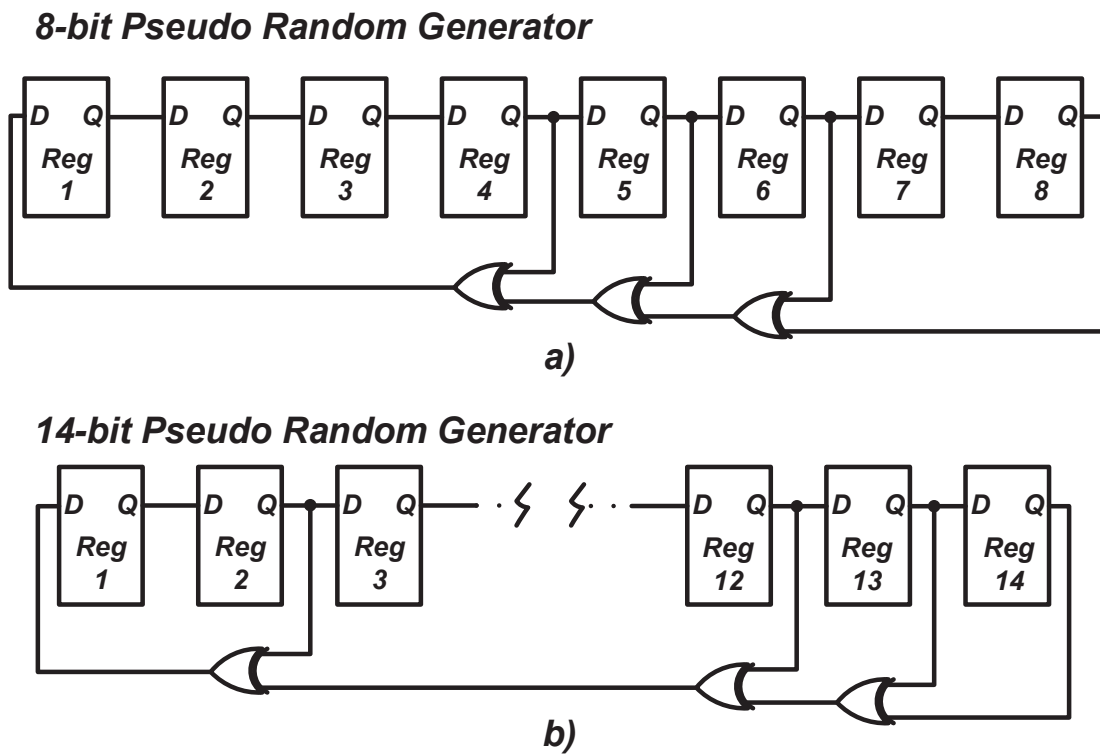 8-bit Pseudo Random Generator
D Q D Q D Q D Q D Q D Q D Q D Q
Reg Reg Reg Reg Reg Reg Reg Reg
1 2 3 4 5 6 7 8
a)
14-bit Pseudo Random Generator
D Q D Q D Q D Q D Q D Q
Reg Reg Reg Reg Reg Reg
1 2 3 12 13 14
b)